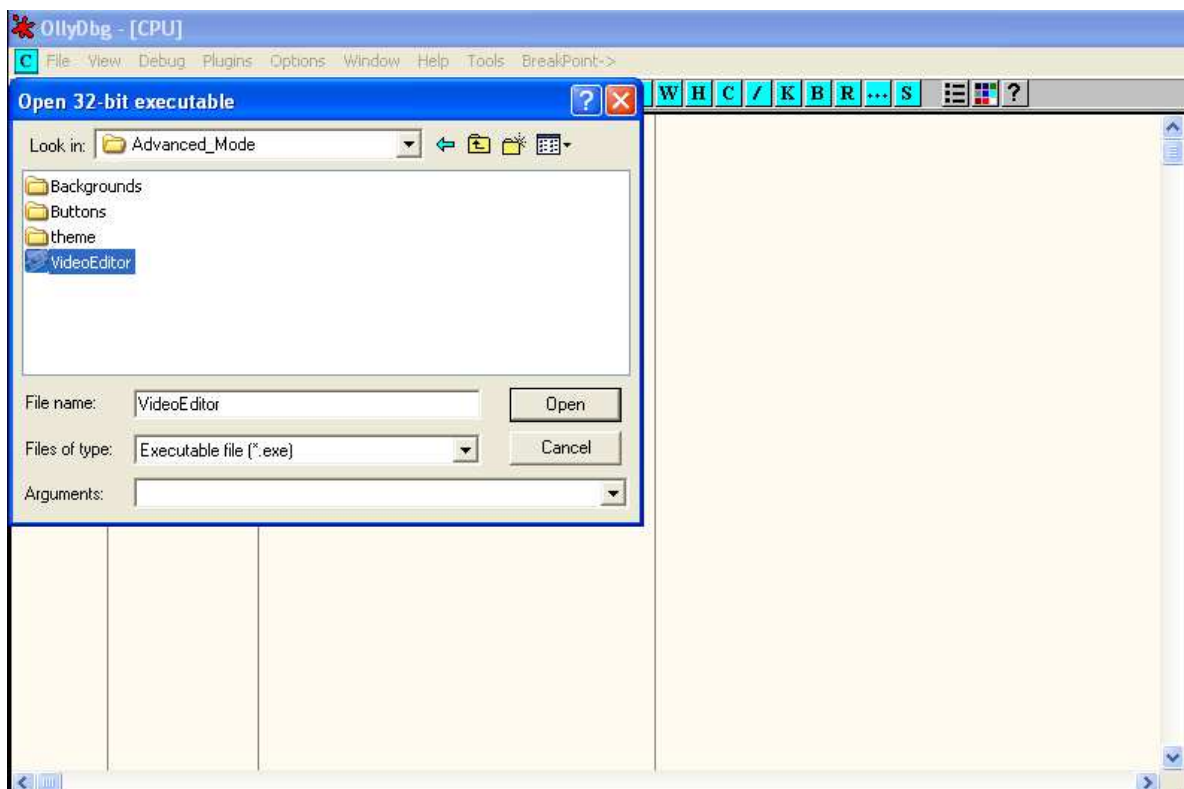 OllyDbg - [CPU]
C File View Debug Plugins Options Window Help Tools BreakPoint->
Open 32-bit executable ?
W H C / K B R ... S ?
Look in: Advanced_Mode
Backgrounds
Buttons
theme
VideoEditor
File name: VideoEditor Open
Files of type: Executable file (*.exe) Cancel
Arguments: